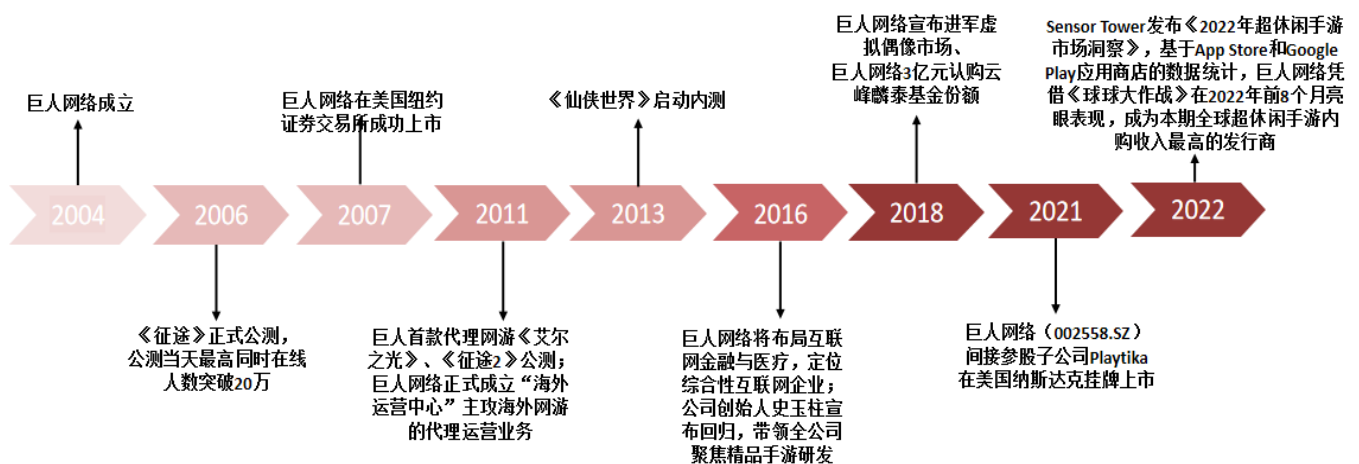 巨人网络成立
2004
2006
《征途》正式公测，
公测当天最高同时在线
人数突破20万
巨人网络在美国纽约
证券交易所成功上市
2007
2011
巨人首款代理网游《艾尔
之光》、《征途2》公测；
巨人网络正式成立“海外
运营中心”主攻海外网游
的代理运营业务
《仙侠世界》启动内测
2013
2016
巨人网络将布局互联
网金融与医疗，定位
综合性互联网企业；
公司创始人史玉柱宣
布回归，带领全公司
聚焦精品手游研发
巨人网络宣布进军虚
拟偶像市场、
巨人网络3亿元认购云
峰麟泰基金份额
2018
2021
巨人网络（002558.SZ）
间接参股子公司Playtika
在美国纳斯达克挂牌上市
Sensor Tower发布《2022年超休闲手游
市场洞察》，基于App Store和Google
Play应用商店的数据统计，巨人网络凭
借《球球大作战》在2022年前8个月亮
眼表现，成为本期全球超休闲手游内
购收入最高的发行商
2022